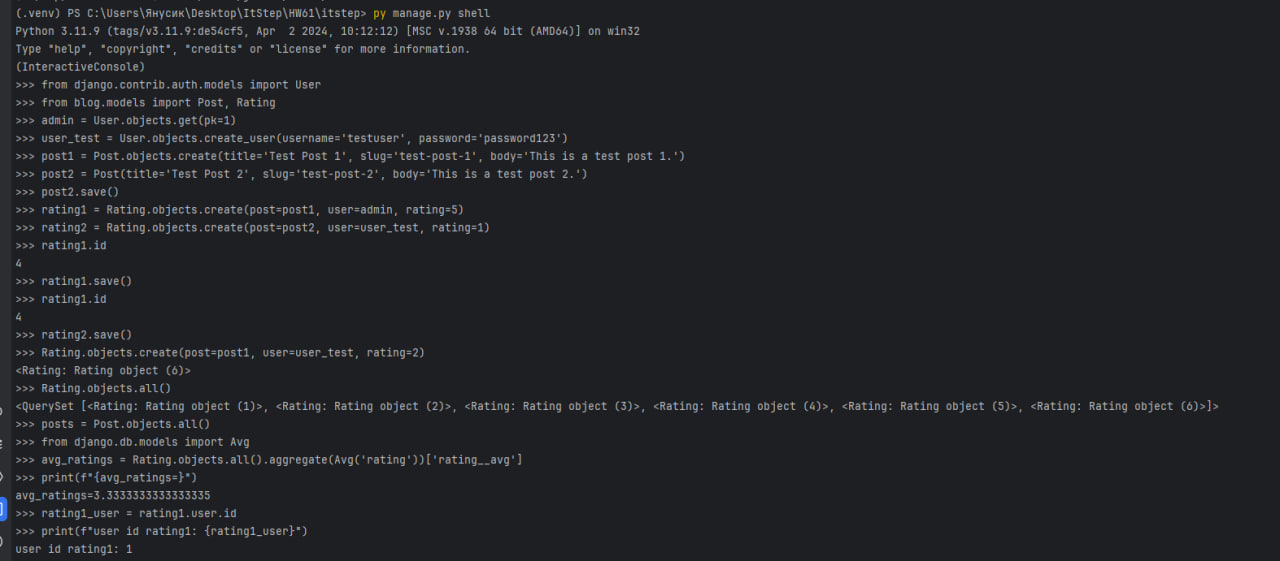 (.venv) PS C:\Users\Янусик\Desktop\ItStep\HW61\itstep> py manage.py shell
Python 3.11.9 (tags/v3.11.9:de54cf5, Apr  2 2024, 10:12:12) [MSC v.1938 64 bit (AMD64)] on win32
Type "help", "copyright", "credits" or "license" for more information.
(InteractiveConsole)
>>> from django.contrib.auth.models import User
>>> from blog.models import Post, Rating
>>> admin = User.objects.get(pk=1)
>>> user_test = User.objects.create_user(username='testuser', password='password123')
>>> post1 = Post.objects.create(title='Test Post 1', slug='test-post-1', body='This is a test post 1.')
>>> post2 = Post(title='Test Post 2', slug='test-post-2', body='This is a test post 2.')
>>> post2.save()
>>> rating1 = Rating.objects.create(post=post1, user=admin, rating=5)
>>> rating2 = Rating.objects.create(post=post2, user=user_test, rating=1)
>>> rating1.id
4
>>> rating1.save()
>>> rating1.id
4
>>> rating2.save()
>>> Rating.objects.create(post=post1, user=user_test, rating=2)
<Rating: Rating object (6)>
>>> Rating.objects.all()
<QuerySet [<Rating: Rating object (1)>, <Rating: Rating object (2)>, <Rating: Rating object (3)>, <Rating: Rating object (4)>, <Rating: Rating object (5)>, <Rating: Rating object (6)>]>
>>> posts = Post.objects.all()
>>> from django.db.models import Avg
>>> avg_ratings = Rating.objects.all().aggregate(Avg('rating'))['rating__avg']
>>> print(f"{avg_ratings=}")
avg_ratings=3.3333333333333335
>>> rating1_user = rating1.user.id
>>> print(f"user id rating1: {rating1_user}")
user id rating1: 1